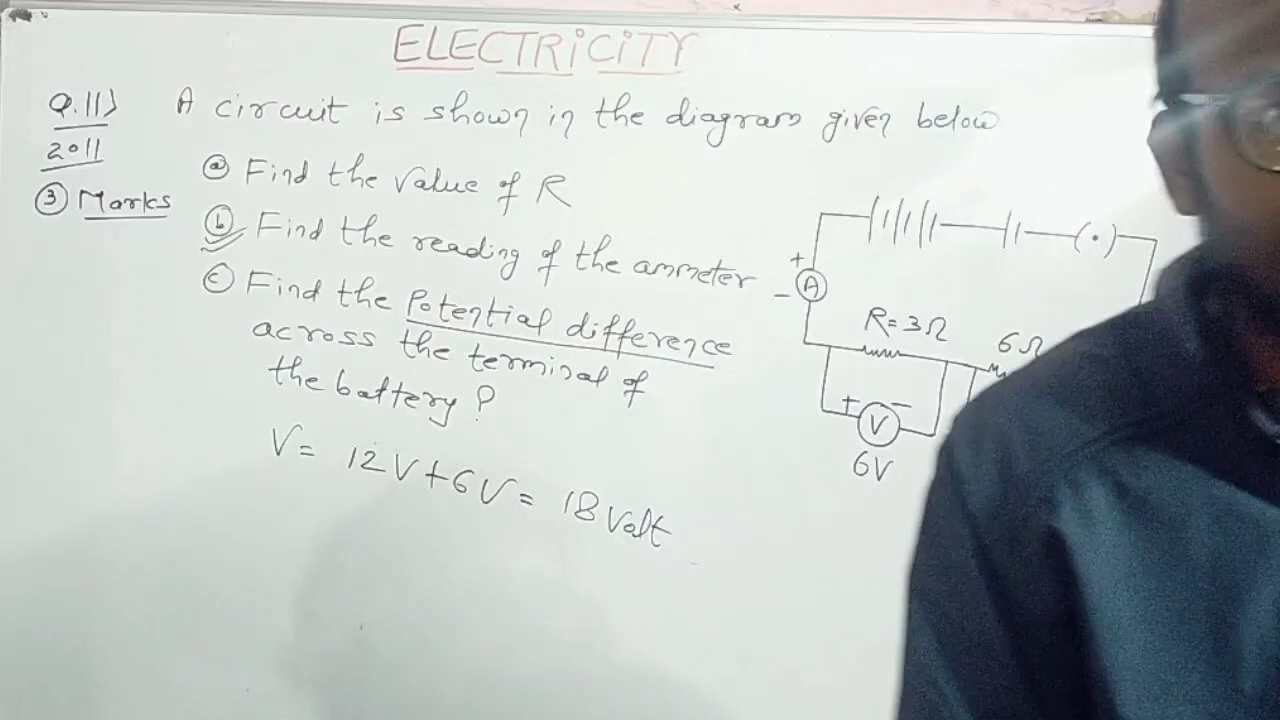 ELECTRICITY
Q.11) A circuit is shown in the diagram given below
2011
(3) Marks
(a) Find the value of R
(b) Find the reading of the ammeter
(c) Find the Potential difference
across the terminal of
the battery ?
V = 12V + 6V = 18 Volt
+
-
A
R = 3Ω
6Ω
+
-
V
6V